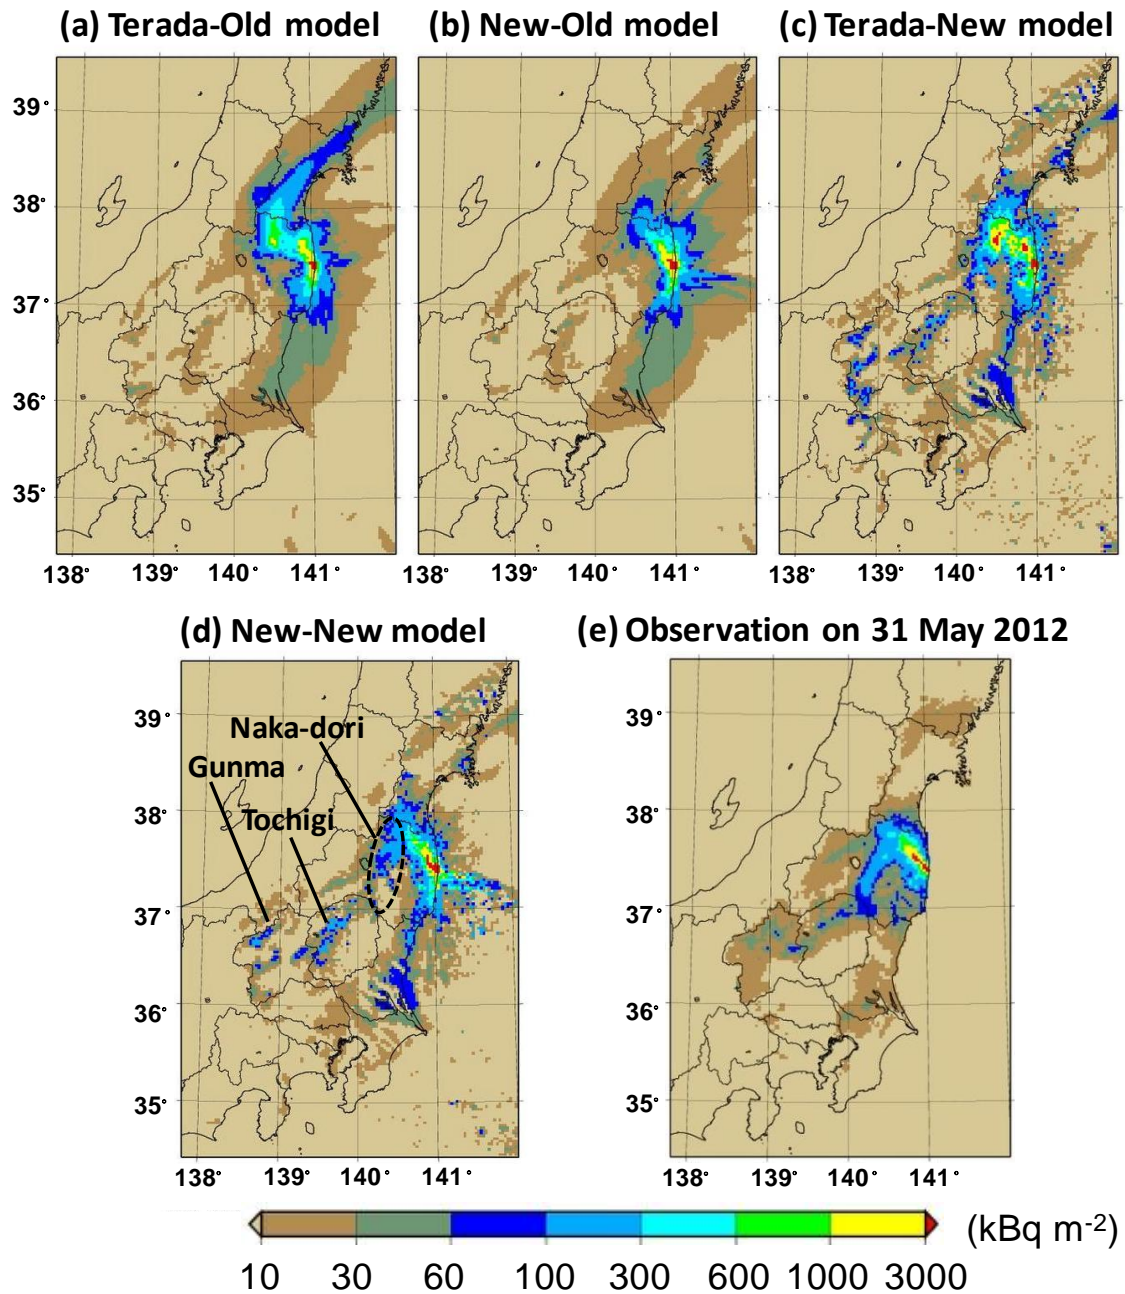 (a) Terada-Old model
(b) New-Old model
(c) Terada-New model
39°
38°
37°
36°
35°
138° 139° 140° 141°
138° 139° 140° 141°
138° 139° 140° 141°
(d) New-New model
(e) Observation on 31 May 2012
39°
38°
37°
36°
35°
Naka-dori
Gunma
Tochigi
138° 139° 140° 141°
39°
38°
37°
36°
35°
138° 139° 140° 141°
(kBq m⁻²)
10 30 60 100 300 600 1000 3000